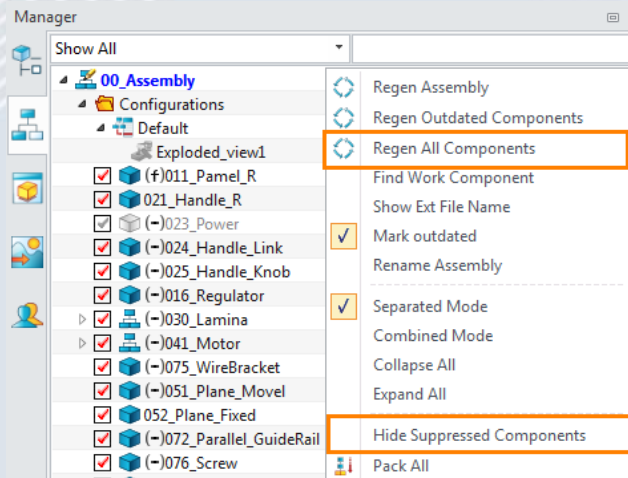 Manager
Show All
00_Assembly
Configurations
Default
Exploded_view1
(f)011_Pamel_R
021_Handle_R
(-)023_Power
(-)024_Handle_Link
(-)025_Handle_Knob
(-)016_Regulator
(-)030_Lamina
(-)041_Motor
(-)075_WireBracket
(-)051_Plane_Movel
052_Plane_Fixed
(-)072_Parallel_GuideRail
(-)076_Screw
Regen Assembly
Regen Outdated Components
Regen All Components
Find Work Component
Show Ext File Name
Mark outdated
Rename Assembly
Separated Mode
Combined Mode
Collapse All
Expand All
Hide Suppressed Components
Pack All